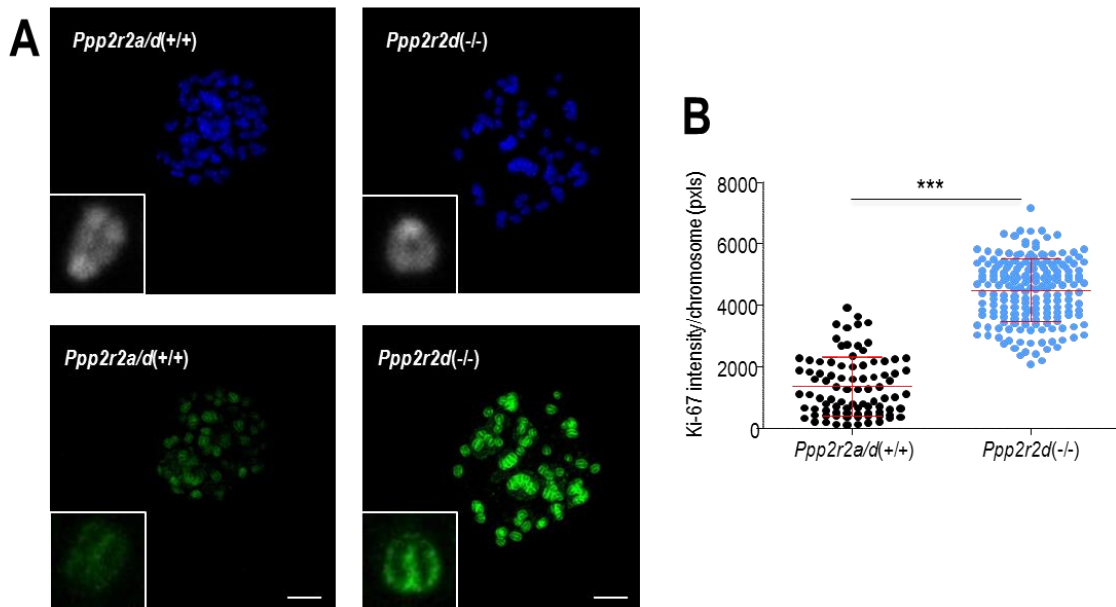 A
Ppp2r2a/d(+/+)
Ppp2r2d(-/-)
Ppp2r2a/d(+/+)
Ppp2r2d(-/-)
B
Ki-67 intensity/chromosome (pxls)
8000
6000
4000
2000
0
***
Ppp2r2a/d(+/+)
Ppp2r2d(-/-)